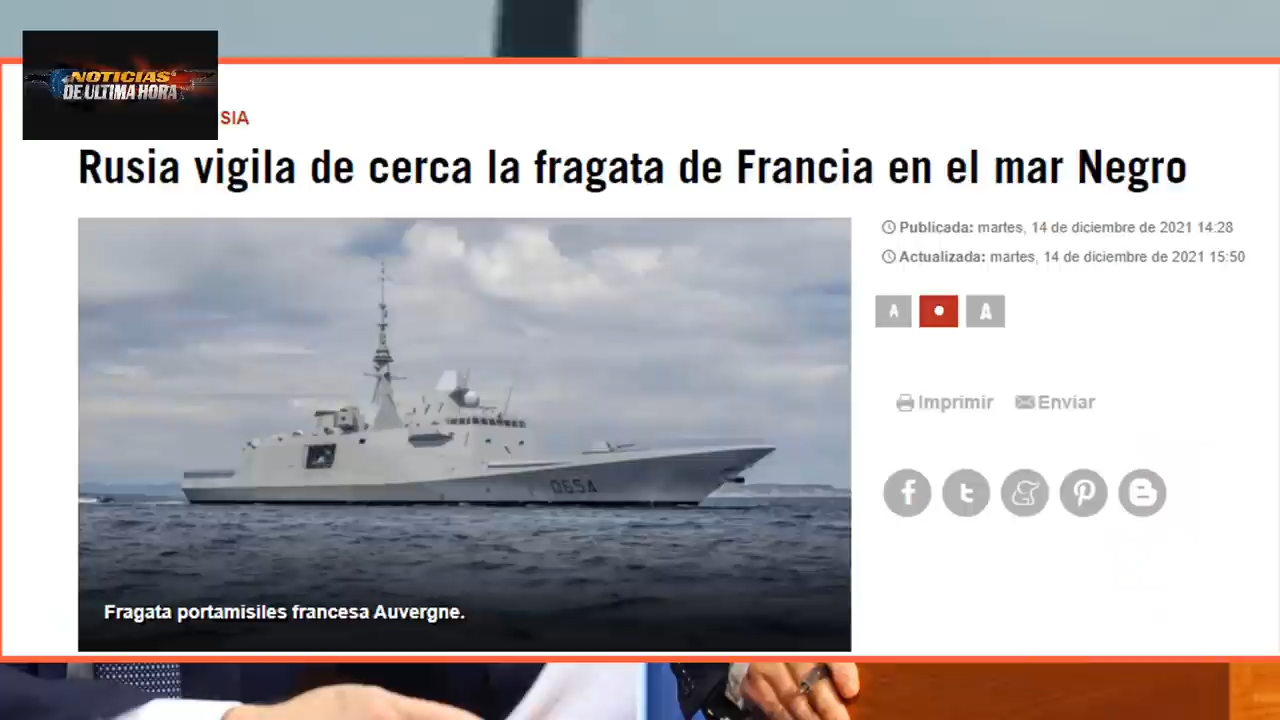 NOTICIAS
DE ULTIMA HORA
SIA
Rusia vigila de cerca la fragata de Francia en el mar Negro
Publicada: martes, 14 de diciembre de 2021 14:28
Actualizada: martes, 14 de diciembre de 2021 15:50
A A
Imprimir Enviar
D654
Fragata portamisiles francesa Auvergne.